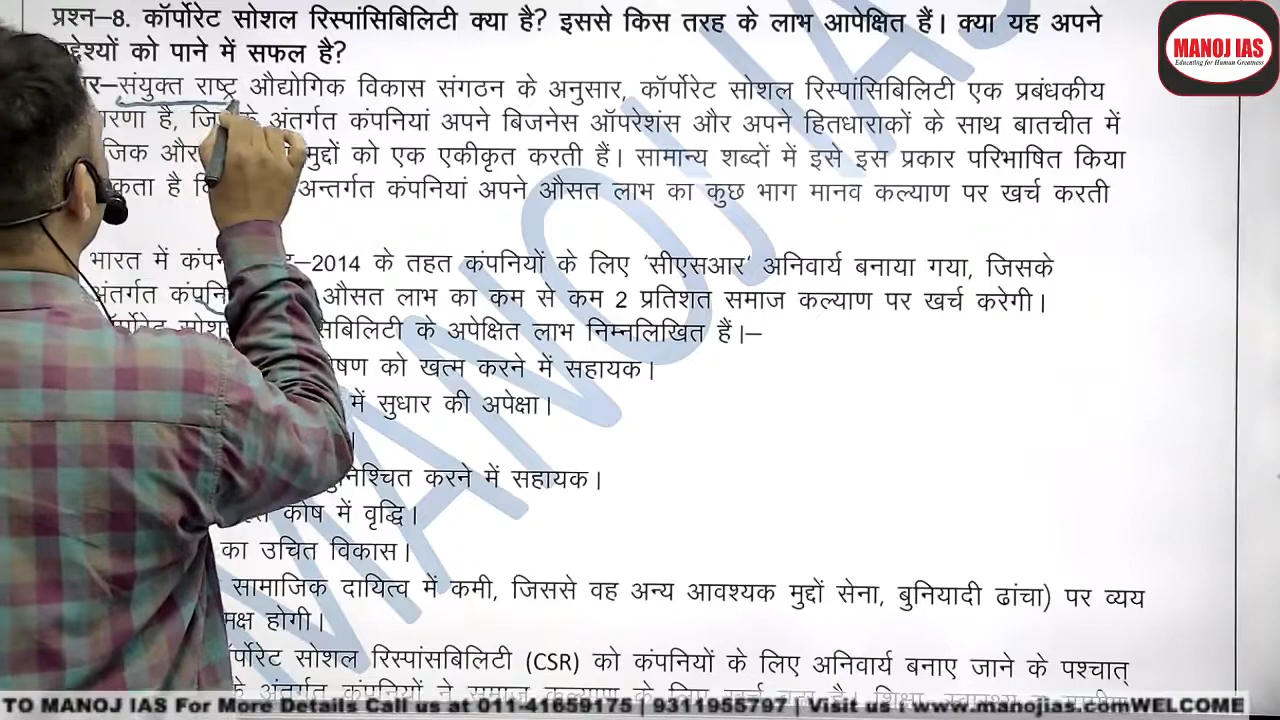 प्रश्न–8. कॉर्पोरेट सोशल रिस्पांसिबिलिटी क्या है? इससे किस तरह के लाभ आपेक्षित हैं। क्या यह अपने
को पाने में सफल है?
संयुक्त राष्ट्र औद्योगिक विकास संगठन के अनुसार, कॉर्पोरेट सोशल रिस्पांसिबिलिटी एक प्रबंधकीय
है, अंतर्गत कंपनियां अपने बिजनेस ऑपरेशंस और अपने हितधाराकों के साथ बातचीत में
मुद्दों को एक एकीकृत करती हैं। सामान्य शब्दों में इसे इस प्रकार परिभाषित किया
है अन्तर्गत कंपनियां अपने औसत लाभ का कुछ भाग मानव कल्याण पर खर्च करती
भारत में –2014 के तहत कंपनियों के लिए 'सीएसआर' अनिवार्य बनाया गया, जिसके
अंतर्गत औसत लाभ का कम से कम 2 प्रतिशत समाज कल्याण पर खर्च करेगी।
के अपेक्षित लाभ निम्नलिखित हैं।–
को खत्म करने में सहायक।
में सुधार की अपेक्षा।
करने में सहायक।
कोष में वृद्धि।
का उचित विकास।
सामाजिक दायित्व में कमी, जिससे वह अन्य आवश्यक मुद्दों सेना, बुनियादी ढांचा) पर व्यय
होगी।
सोशल रिस्पांसबिलिटी (CSR) को कंपनियों के लिए अनिवार्य बनाए जाने के पश्चात्
MANOJ IAS
Educating for Human Greatness
MANOJ IAS
TO MANOJ IAS For More Details Call us at 011-41659175 | 9311955797 | Visit us : www.manojias.comWELCOME